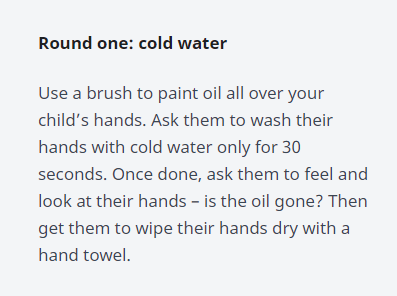 Round one: cold water
Use a brush to paint oil all over your
child’s hands. Ask them to wash their
hands with cold water only for 30
seconds. Once done, ask them to feel and
look at their hands – is the oil gone? Then
get them to wipe their hands dry with a
hand towel.